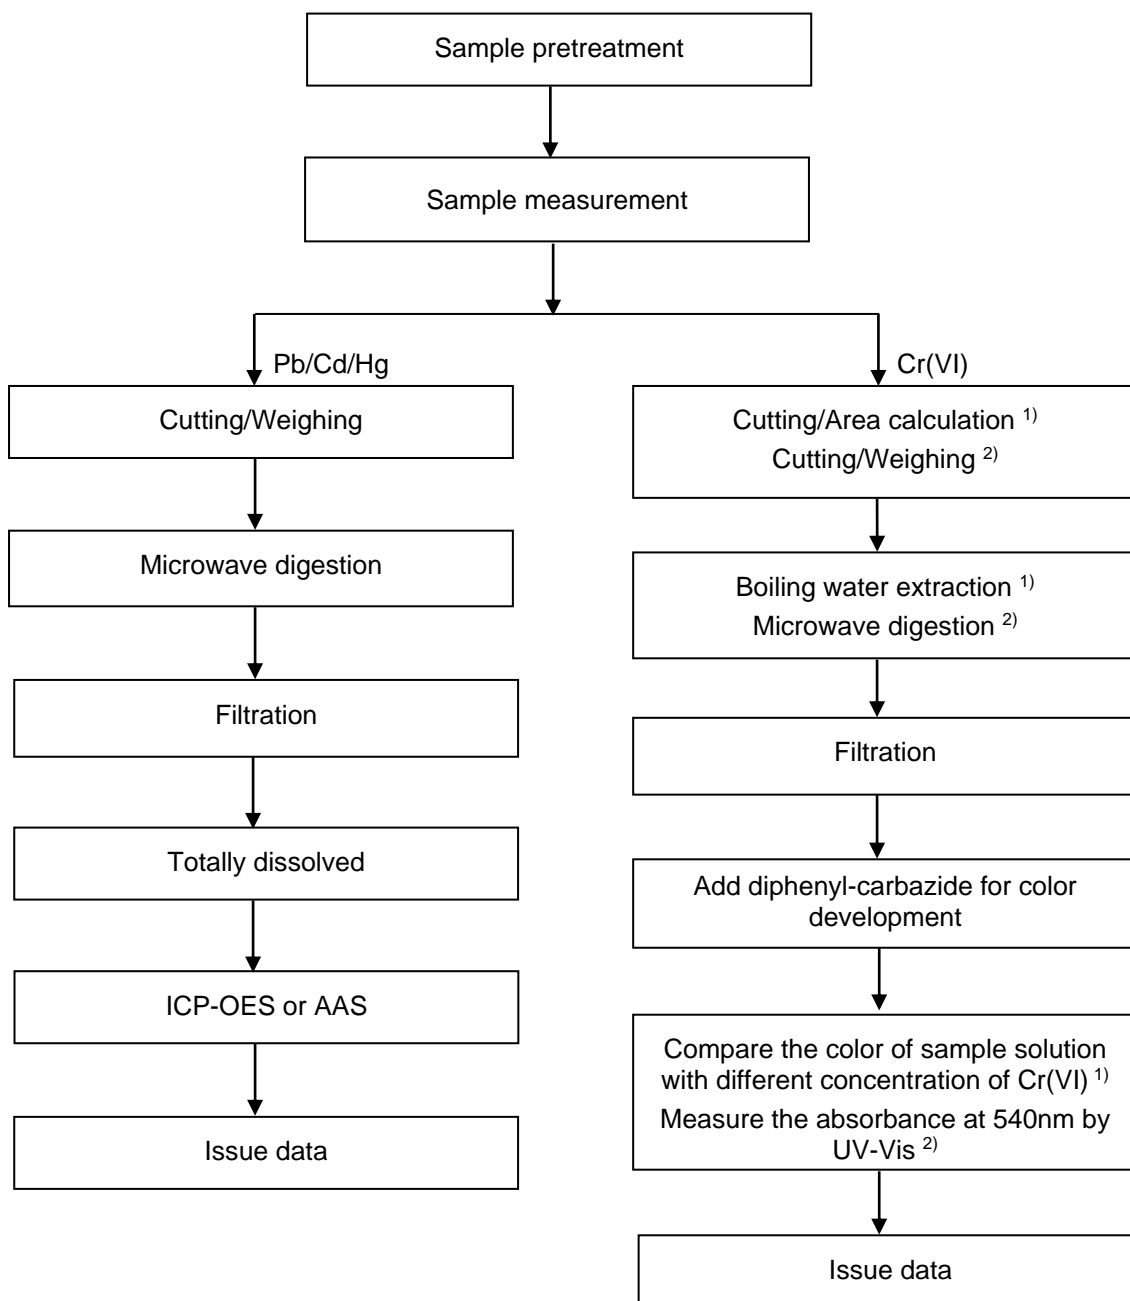 Sample pretreatment
Sample measurement
Pb/Cd/Hg
Cutting/Weighing
Microwave digestion
Filtration
Totally dissolved
ICP-OES or AAS
Issue data
Cr(VI)
Cutting/Area calculation 1)
Cutting/Weighing 2)
Boiling water extraction 1)
Microwave digestion 2)
Filtration
Add diphenyl-carbazide for color
development
Compare the color of sample solution
with different concentration of Cr(VI) 1)
Measure the absorbance at 540nm by
UV-Vis 2)
Issue data